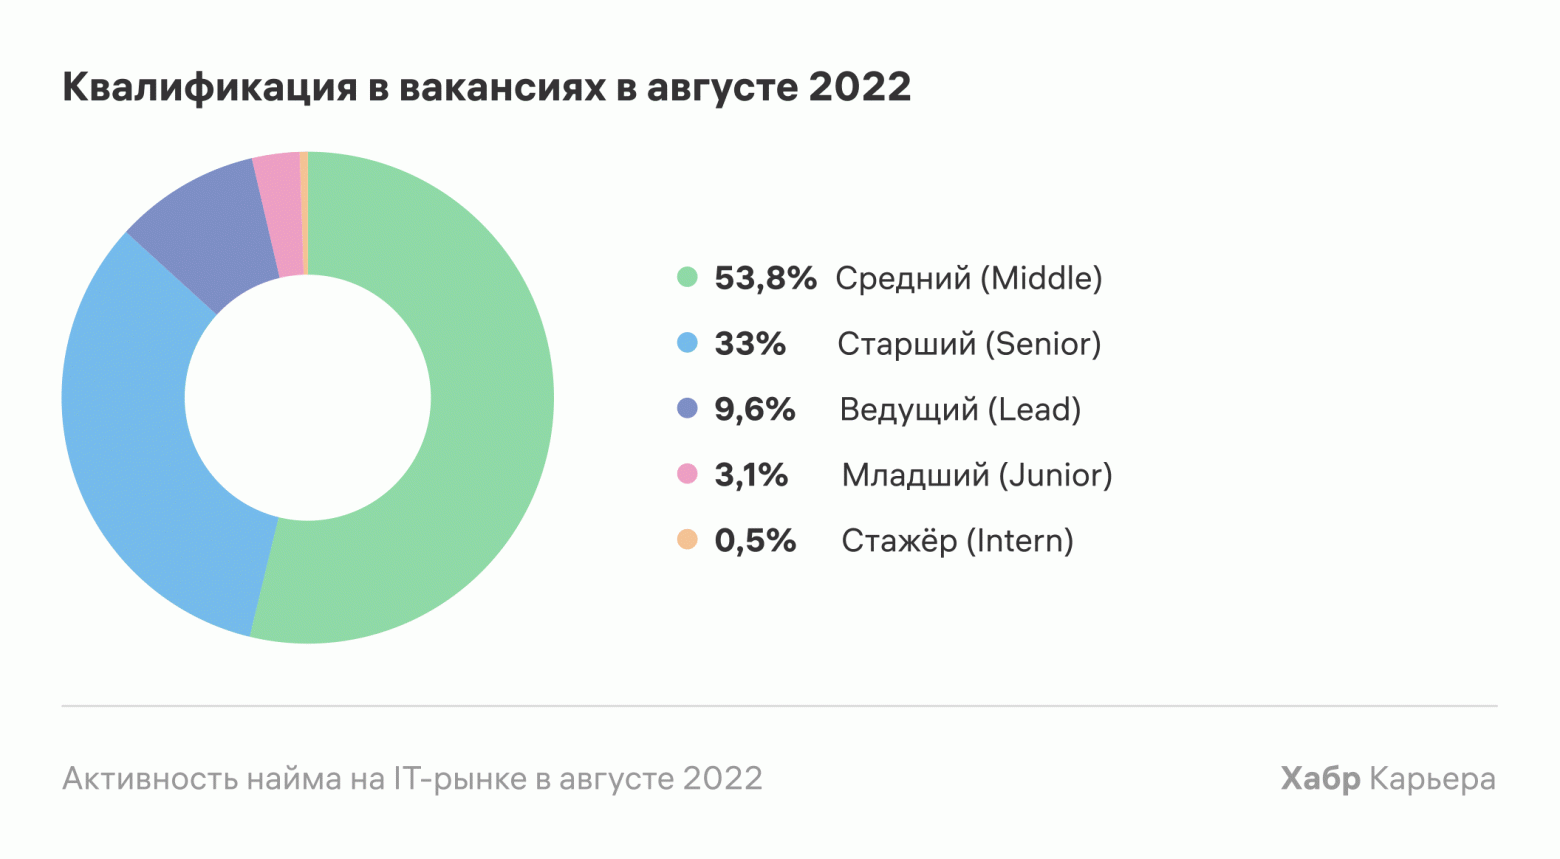 Квалификация в вакансиях в августе 2022
53,8% Средний (Middle)
33% Старший (Senior)
9,6% Ведущий (Lead)
3,1% Младший (Junior)
0,5% Стажёр (Intern)
Активность найма на IT-рынке в августе 2022
Хабр Карьера